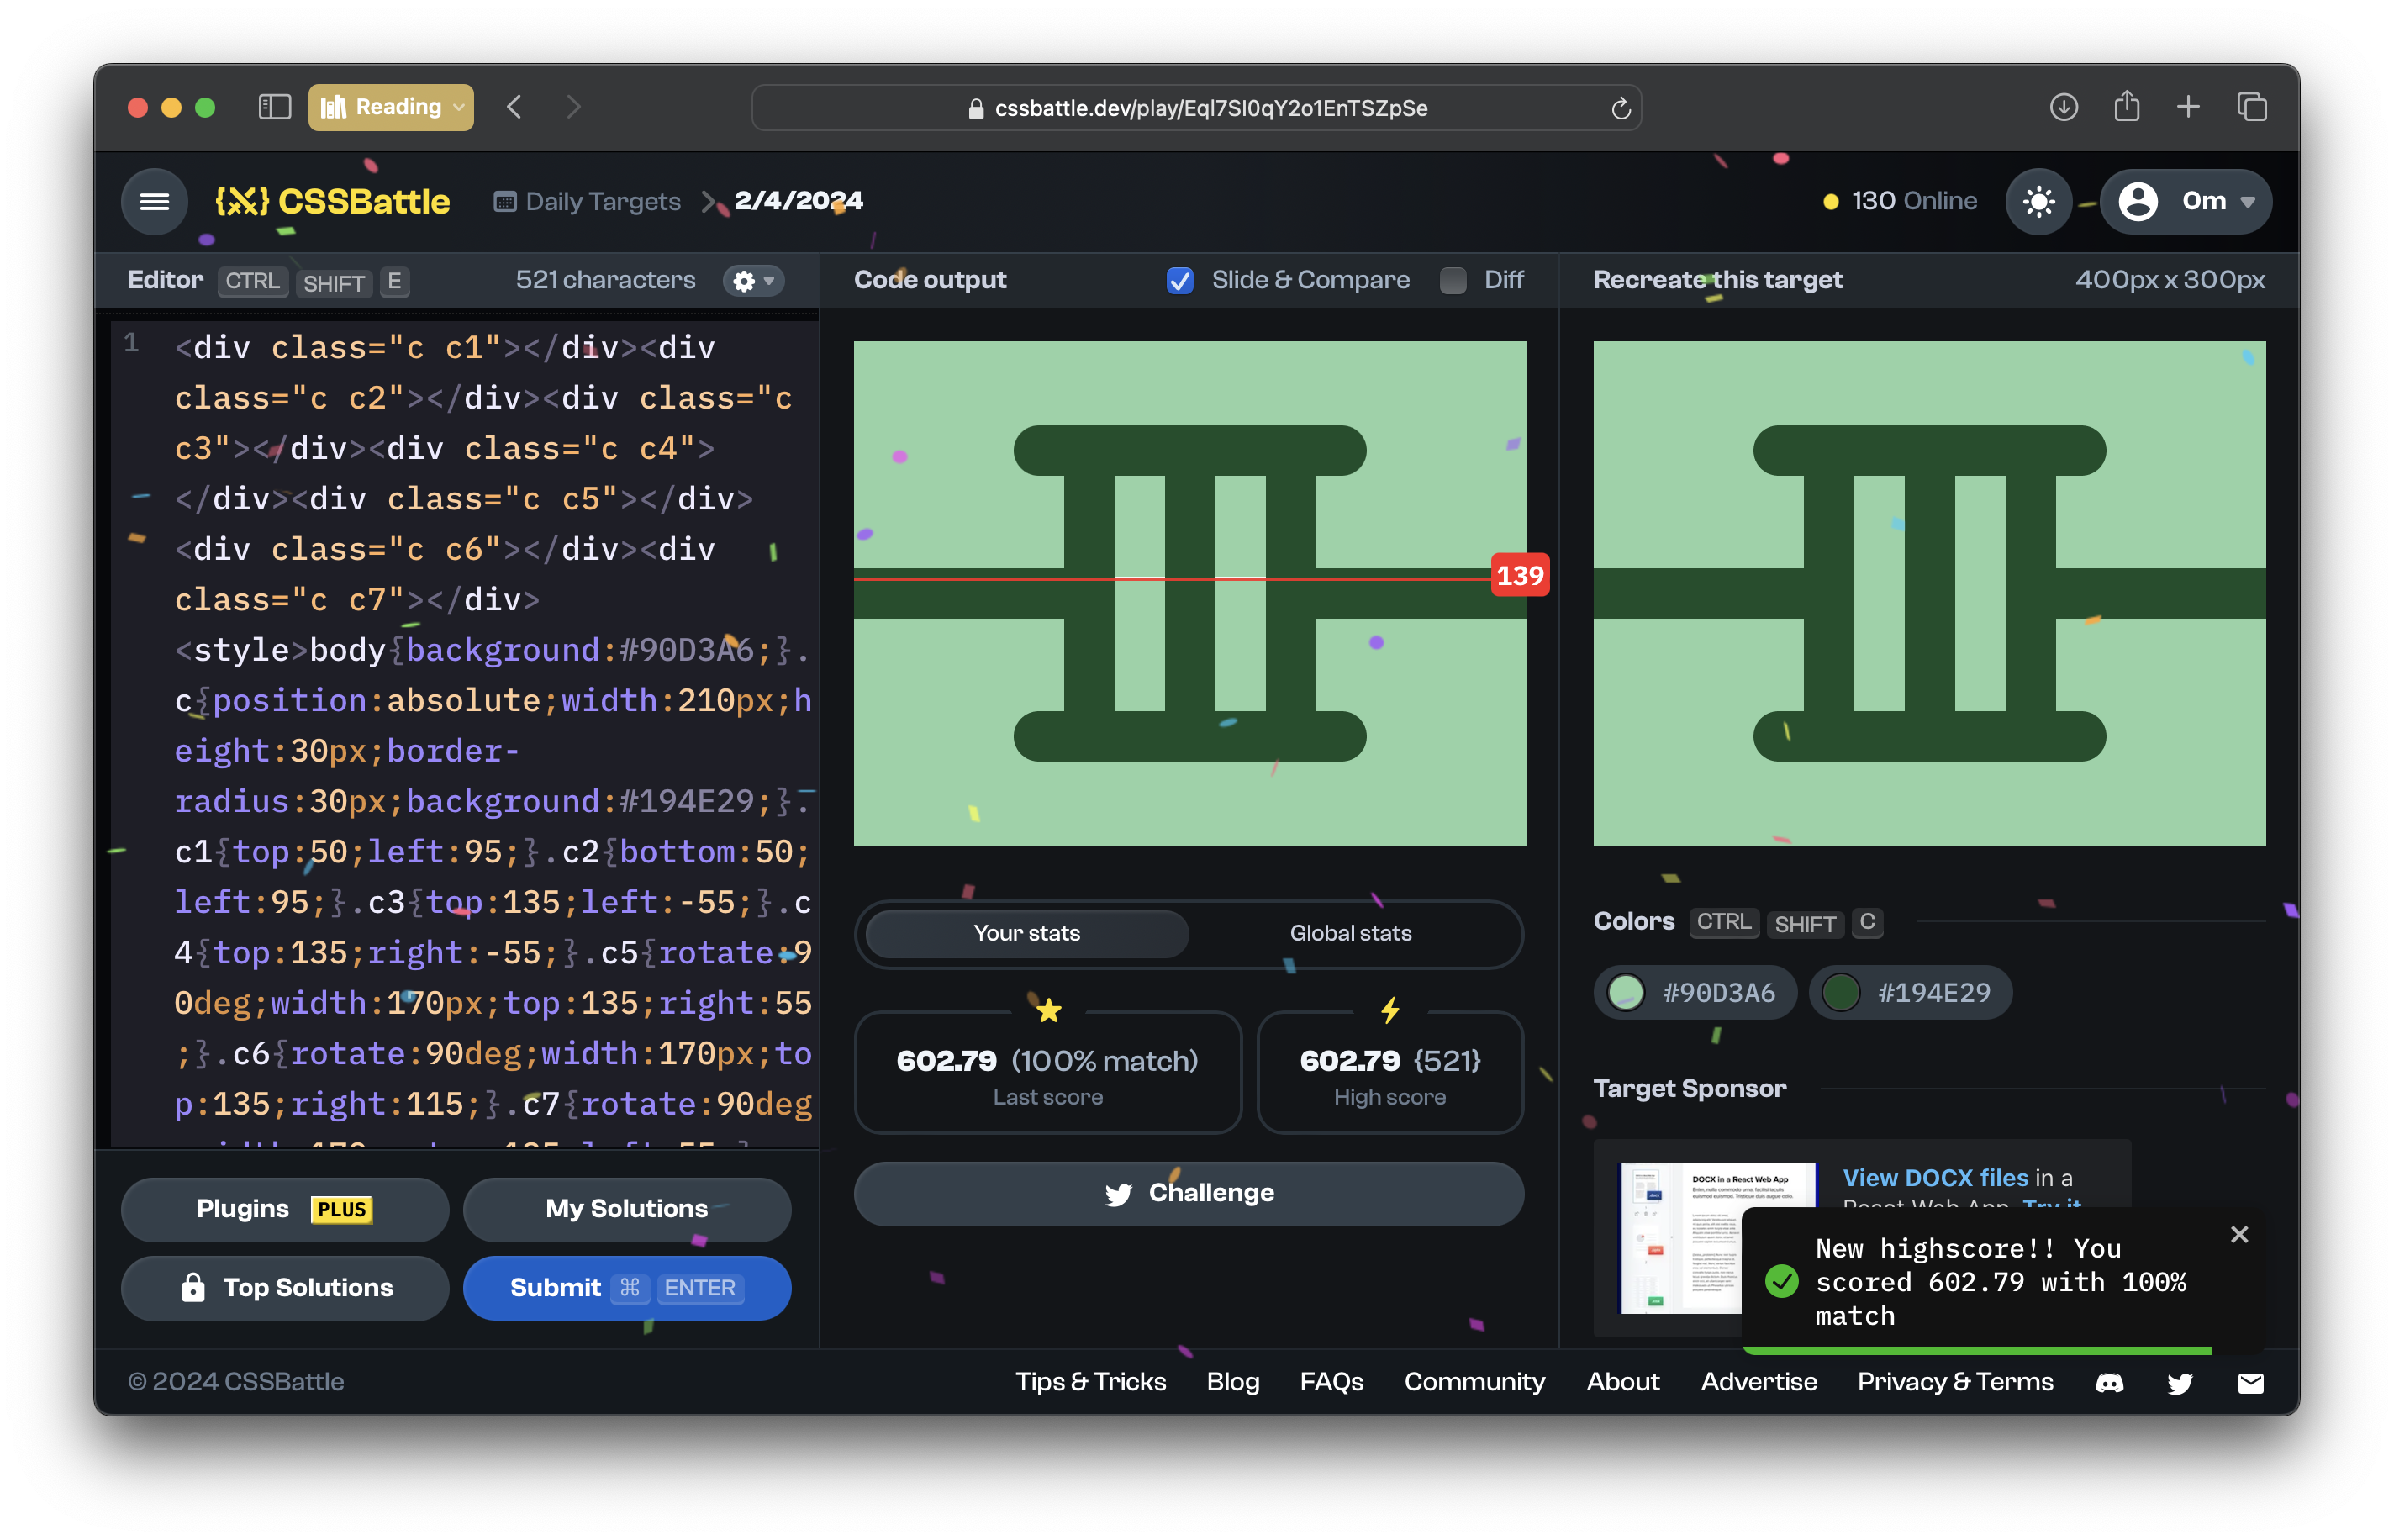 Reading
cssbattle.dev/play/Eql7Sl0qY2o1EnTSZpSe
CSSBattle
Daily Targets
2/4/2024
130 Online
0m
Editor CTRL SHIFT E
521 characters
1
<div class="c c1"></div><div
class="c c2"></div><div class="c
c3"></div><div class="c c4">
</div><div class="c c5"></div>
<div class="c c6"></div><div
class="c c7"></div>
<style>body{background:#90D3A6;}.
c{position:absolute;width:210px;h
eight:30px;border-
radius:30px;background:#194E29;}.
c1{top:50;left:95;}.c2{bottom:50;
left:95;}.c3{top:135;left:-55;}.c
4{top:135;right:-55;}.c5{rotate:9
0deg;width:170px;top:135;right:55
;}.c6{rotate:90deg;width:170px;to
p:135;right:115;}.c7{rotate:90deg
Plugins PLUS
My Solutions
Top Solutions
Submit ⌘ ENTER
Code output
Slide & Compare
Diff
139
Your stats
Global stats
602.79 (100% match)
Last score
602.79 {521}
High score
Challenge
Recreate this target
400px x 300px
Colors CTRL SHIFT C
#90D3A6
#194E29
Target Sponsor
DOCX in a React Web App
View DOCX files in a
React Web App. Try it
New highscore!! You
scored 602.79 with 100%
match
© 2024 CSSBattle
Tips & Tricks
Blog
FAQs
Community
About
Advertise
Privacy & Terms